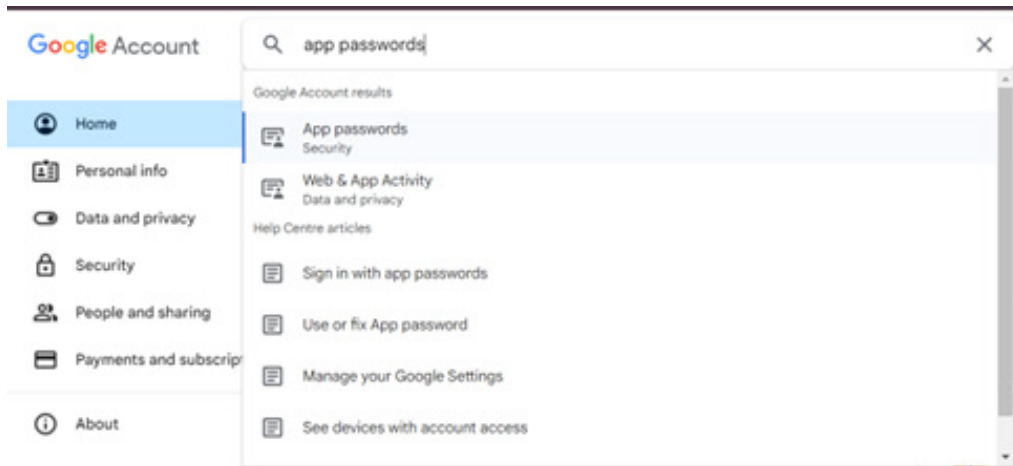 Google Account
app passwords
Home
Personal info
Data and privacy
Security
People and sharing
Payments and subscrip
About
Google Account results
App passwords
Security
Web & App Activity
Data and privacy
Help Centre articles
Sign in with app passwords
Use or fix App password
Manage your Google Settings
See devices with account access